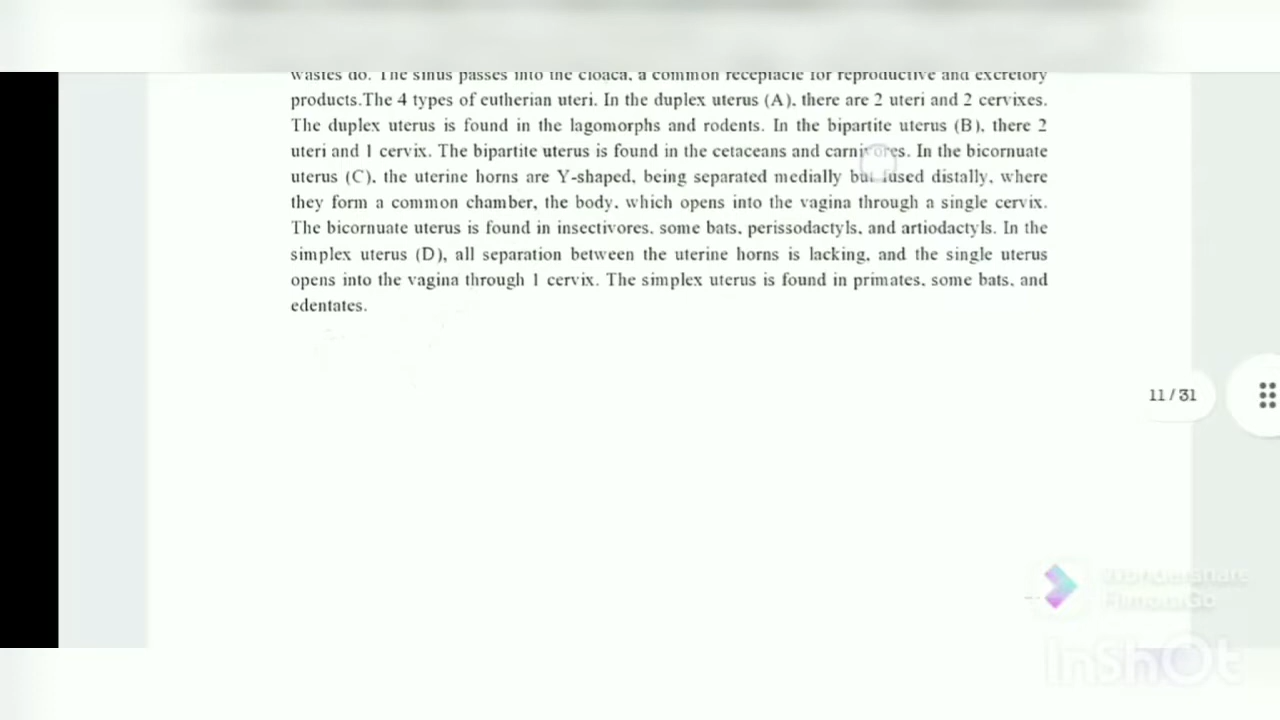 wastes do. The sinus passes into the cloaca, a common receptacle for reproductive and excretory
products.The 4 types of eutherian uteri. In the duplex uterus (A), there are 2 uteri and 2 cervixes.
The duplex uterus is found in the lagomorphs and rodents. In the bipartite uterus (B), there 2
uteri and 1 cervix. The bipartite uterus is found in the cetaceans and carnivores. In the bicornuate
uterus (C), the uterine horns are Y-shaped, being separated medially but fused distally, where
they form a common chamber, the body, which opens into the vagina through a single cervix.
The bicornuate uterus is found in insectivores, some bats, perissodactyls, and artiodactyls. In the
simplex uterus (D), all separation between the uterine horns is lacking, and the single uterus
opens into the vagina through 1 cervix. The simplex uterus is found in primates, some bats, and
edentates.
11 / 31
Wondershare
FilmoraGo
InShOt